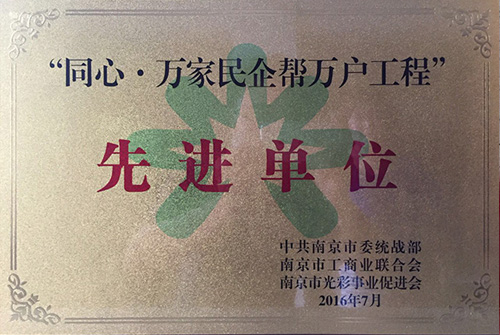 “同心·万家民企帮万户工程”
先进单位
中共南京市委统战部
南京市工商业联合会
南京市光彩事业促进会
2016年7月